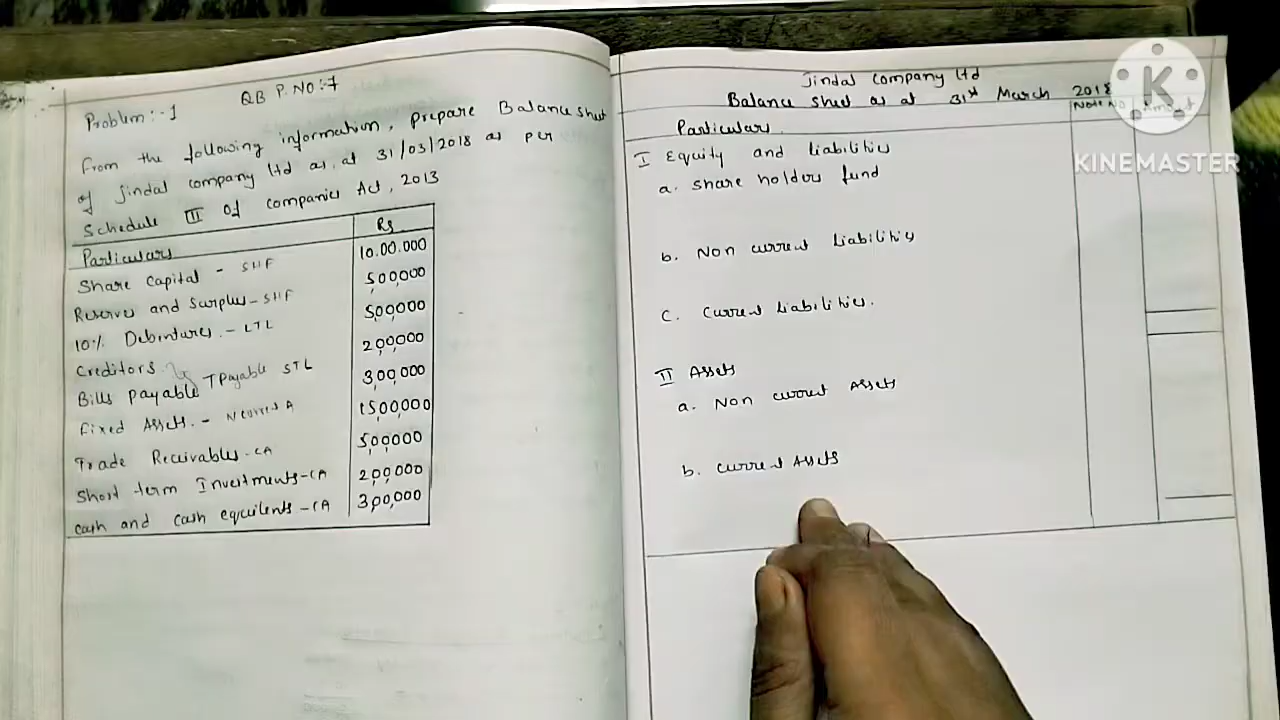 QB P. NO:-7
Problem:-1
From the following information, prepare Balance sheet
of Jindal company ltd as at 31/03/2018 as per
Schedule III of companies Act, 2013
Particulars Rs
Share Capital - SHF 10,00,000
Reserves and Surplus - SHF 5,00,000
10% Debentures. - LTL 5,00,000
Creditors 2,00,000
Bills Payable TPayable STL 3,00,000
Fixed Assets. - N Current A 15,00,000
Trade Receivables. CA 5,00,000
Short term Investments - CA 2,00,000
Cash and Cash equilents - CA 3,00,000
Jindal Company Ltd
Balance Sheet as at 31st March 2018
Particulars. Note No
I Equity and liabilities
a. Share holders fund
b. Non current liabilities
C. Current liabilities.
II Assets
a. Non current Assets
b. Current Assets
K
KINEMASTER